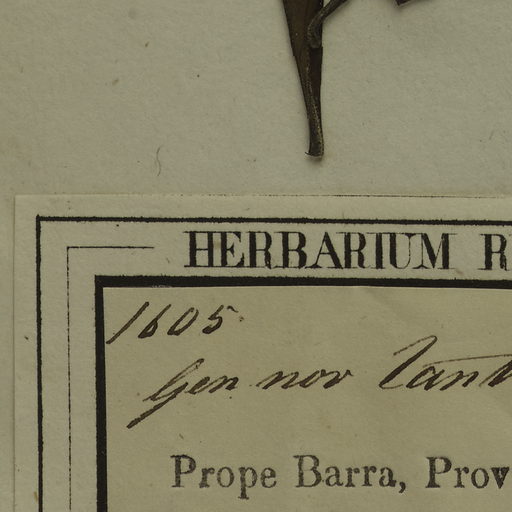 HERBARIUM R
1605
Gen nov
Prope Barra, Prov